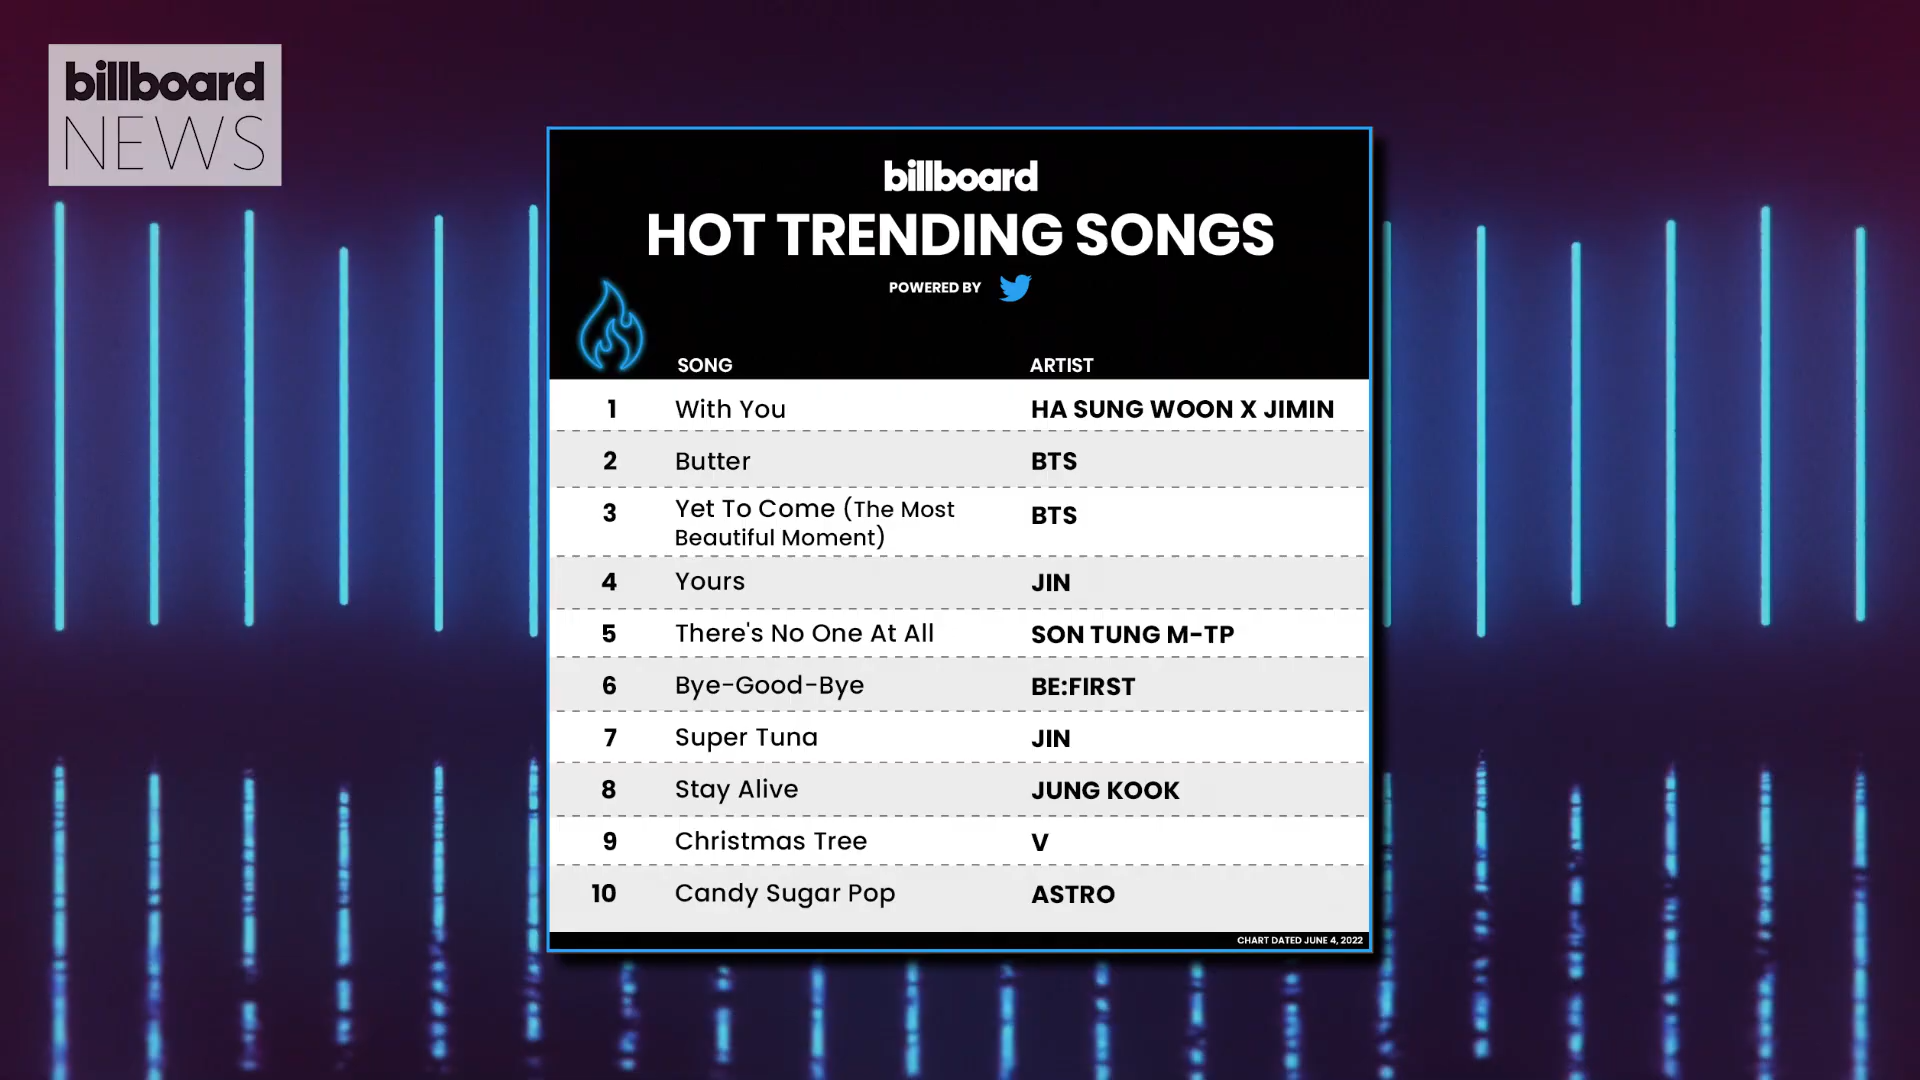 billboard
NEWS
billboard
HOT TRENDING SONGS
POWERED BY
SONG ARTIST
1 With You HA SUNG WOON X JIMIN
2 Butter BTS
3 Yet To Come (The Most Beautiful Moment) BTS
4 Yours JIN
5 There's No One At All SON TUNG M-TP
6 Bye-Good-Bye BE:FIRST
7 Super Tuna JIN
8 Stay Alive JUNG KOOK
9 Christmas Tree V
10 Candy Sugar Pop ASTRO
CHART DATED JUNE 4, 2022